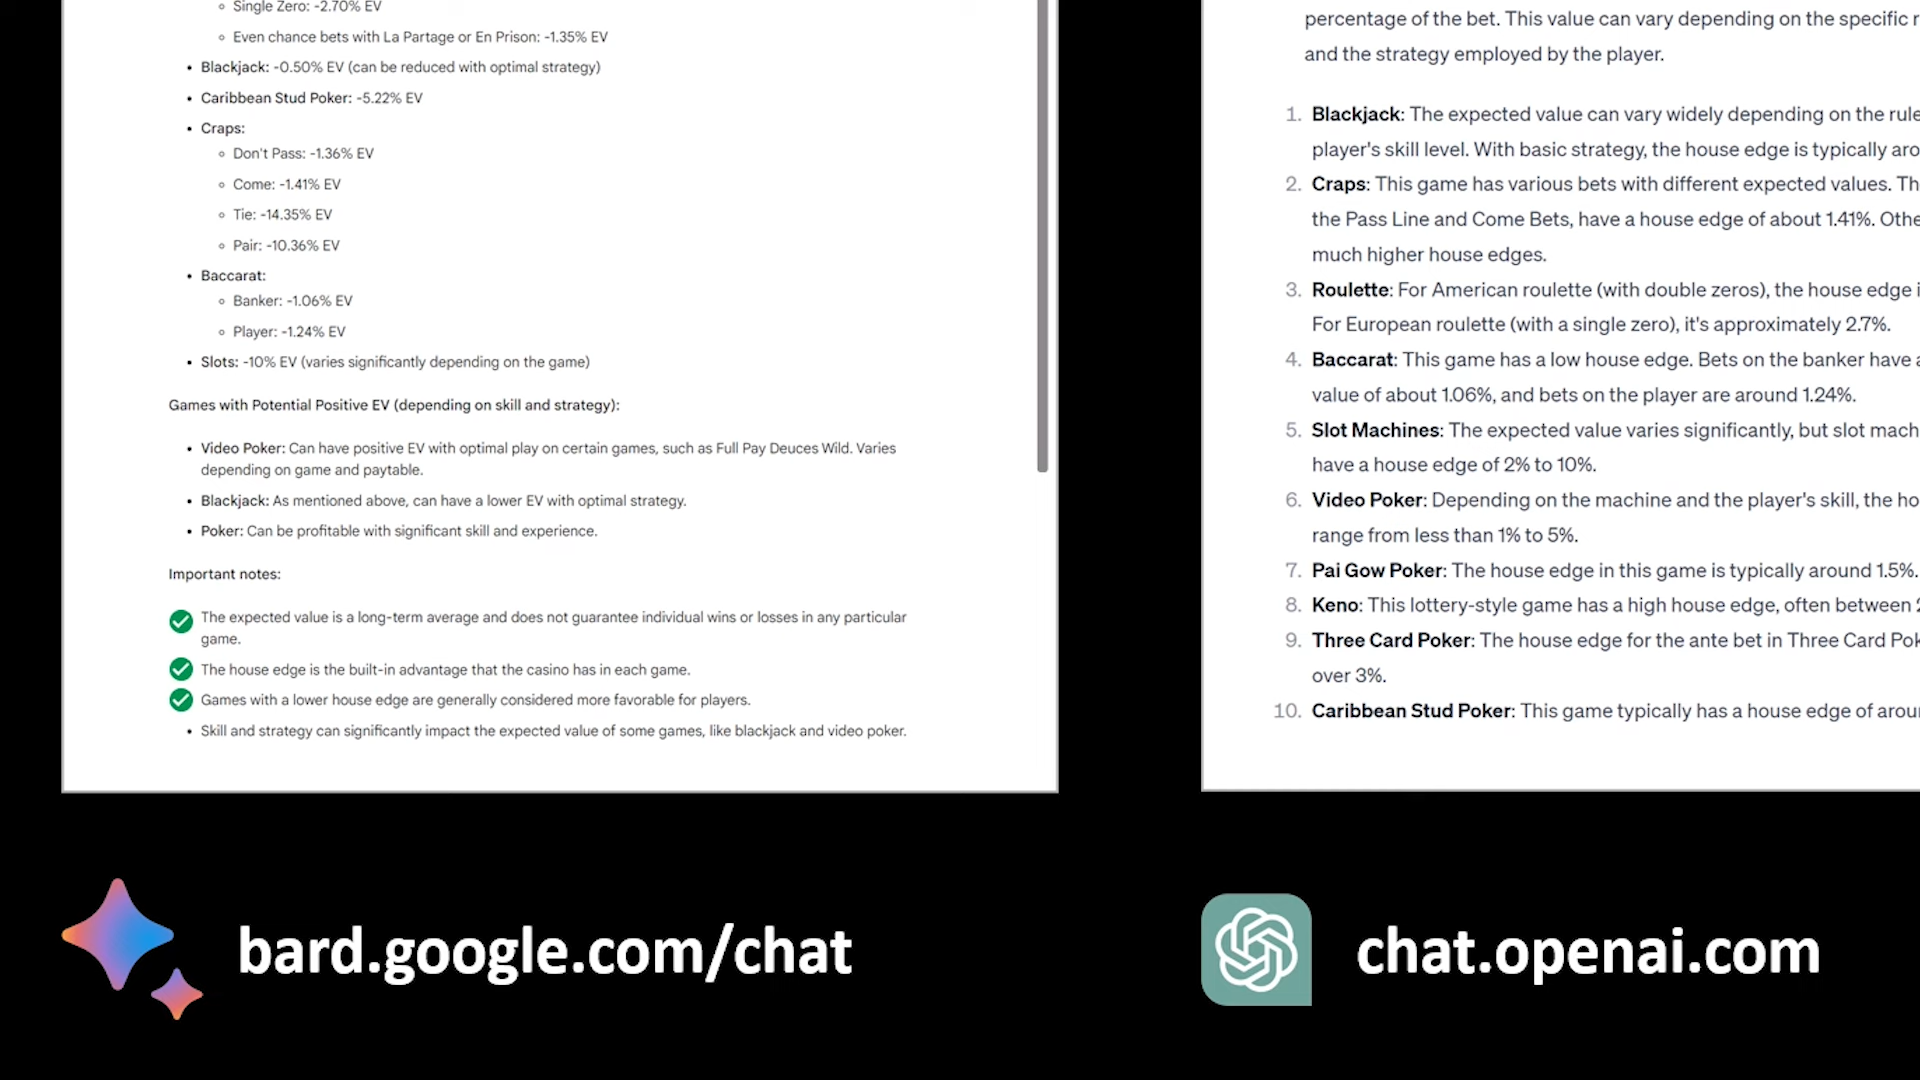 Single Zero: -2.70% EV
Even chance bets with La Partage or En Prison: -1.35% EV
Blackjack: -0.50% EV (can be reduced with optimal strategy)
Caribbean Stud Poker: -5.22% EV
Craps:
Don't Pass: -1.36% EV
Come: -1.41% EV
Tie: -14.35% EV
Pair: -10.36% EV
Baccarat:
Banker: -1.06% EV
Player: -1.24% EV
Slots: -10% EV (varies significantly depending on the game)
Games with Potential Positive EV (depending on skill and strategy):
Video Poker: Can have positive EV with optimal play on certain games, such as Full Pay Deuces Wild. Varies
depending on game and paytable.
Blackjack: As mentioned above, can have a lower EV with optimal strategy.
Poker: Can be profitable with significant skill and experience.
Important notes:
The expected value is a long-term average and does not guarantee individual wins or losses in any particular
game.
The house edge is the built-in advantage that the casino has in each game.
Games with a lower house edge are generally considered more favorable for players.
Skill and strategy can significantly impact the expected value of some games, like blackjack and video poker.
bard.google.com/chat
percentage of the bet. This value can vary depending on the specific
and the strategy employed by the player.
1. Blackjack: The expected value can vary widely depending on the
player's skill level. With basic strategy, the house edge is typically
2. Craps: This game has various bets with different expected values.
the Pass Line and Come Bets, have a house edge of about 1.41%.
much higher house edges.
3. Roulette: For American roulette (with double zeros), the house edge
For European roulette (with a single zero), it's approximately 2.7%.
4. Baccarat: This game has a low house edge. Bets on the banker have
value of about 1.06%, and bets on the player are around 1.24%.
5. Slot Machines: The expected value varies significantly, but slot
have a house edge of 2% to 10%.
6. Video Poker: Depending on the machine and the player's skill, the
range from less than 1% to 5%.
7. Pai Gow Poker: The house edge in this game is typically around 1.5%.
8. Keno: This lottery-style game has a high house edge, often between
9. Three Card Poker: The house edge for the ante bet in Three Card
over 3%.
10. Caribbean Stud Poker: This game typically has a house edge of
chat.openai.com